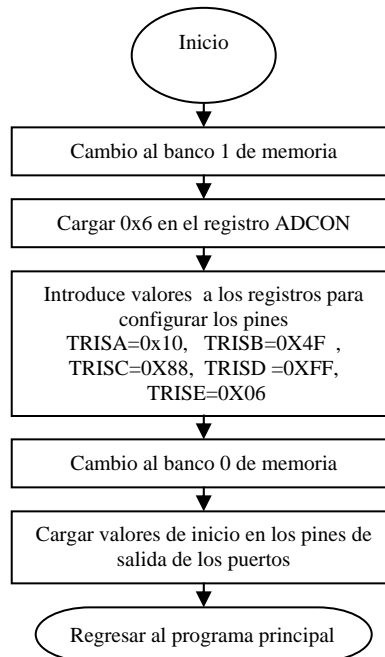 Inicio
Cambio al banco 1 de memoria
Cargar 0x6 en el registro ADCON
Introduce valores a los registros para
configurar los pines
TRISA=0x10, TRISB=0X4F ,
TRISC=0X88, TRISD =0XFF,
TRISE=0X06
Cambio al banco 0 de memoria
Cargar valores de inicio en los pines de
salida de los puertos
Regresar al programa principal